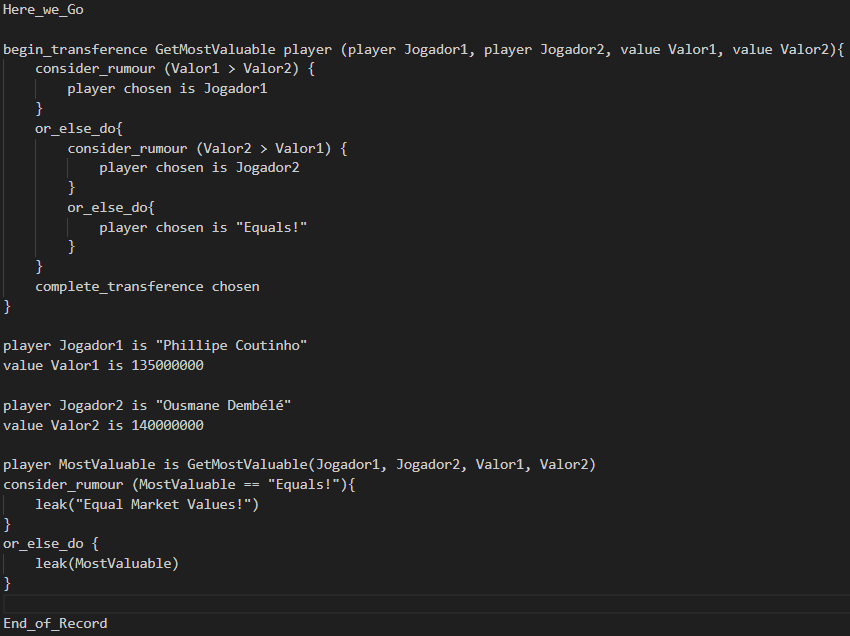 Here_we_Go
begin_transference GetMostValuable player (player Jogador1, player Jogador2, value Valor1, value Valor2){
consider_rumour (Valor1 > Valor2) {
player chosen is Jogador1
}
or_else_do{
consider_rumour (Valor2 > Valor1) {
player chosen is Jogador2
}
or_else_do{
player chosen is "Equals!"
}
}
complete_transference chosen
}
player Jogador1 is "Phillipe Coutinho"
value Valor1 is 135000000
player Jogador2 is "Ousmane Dembélé"
value Valor2 is 140000000
player MostValuable is GetMostValuable(Jogador1, Jogador2, Valor1, Valor2)
consider_rumour (MostValuable == "Equals!"){
leak("Equal Market Values!")
}
or_else_do {
leak(MostValuable)
}
End_of_Record